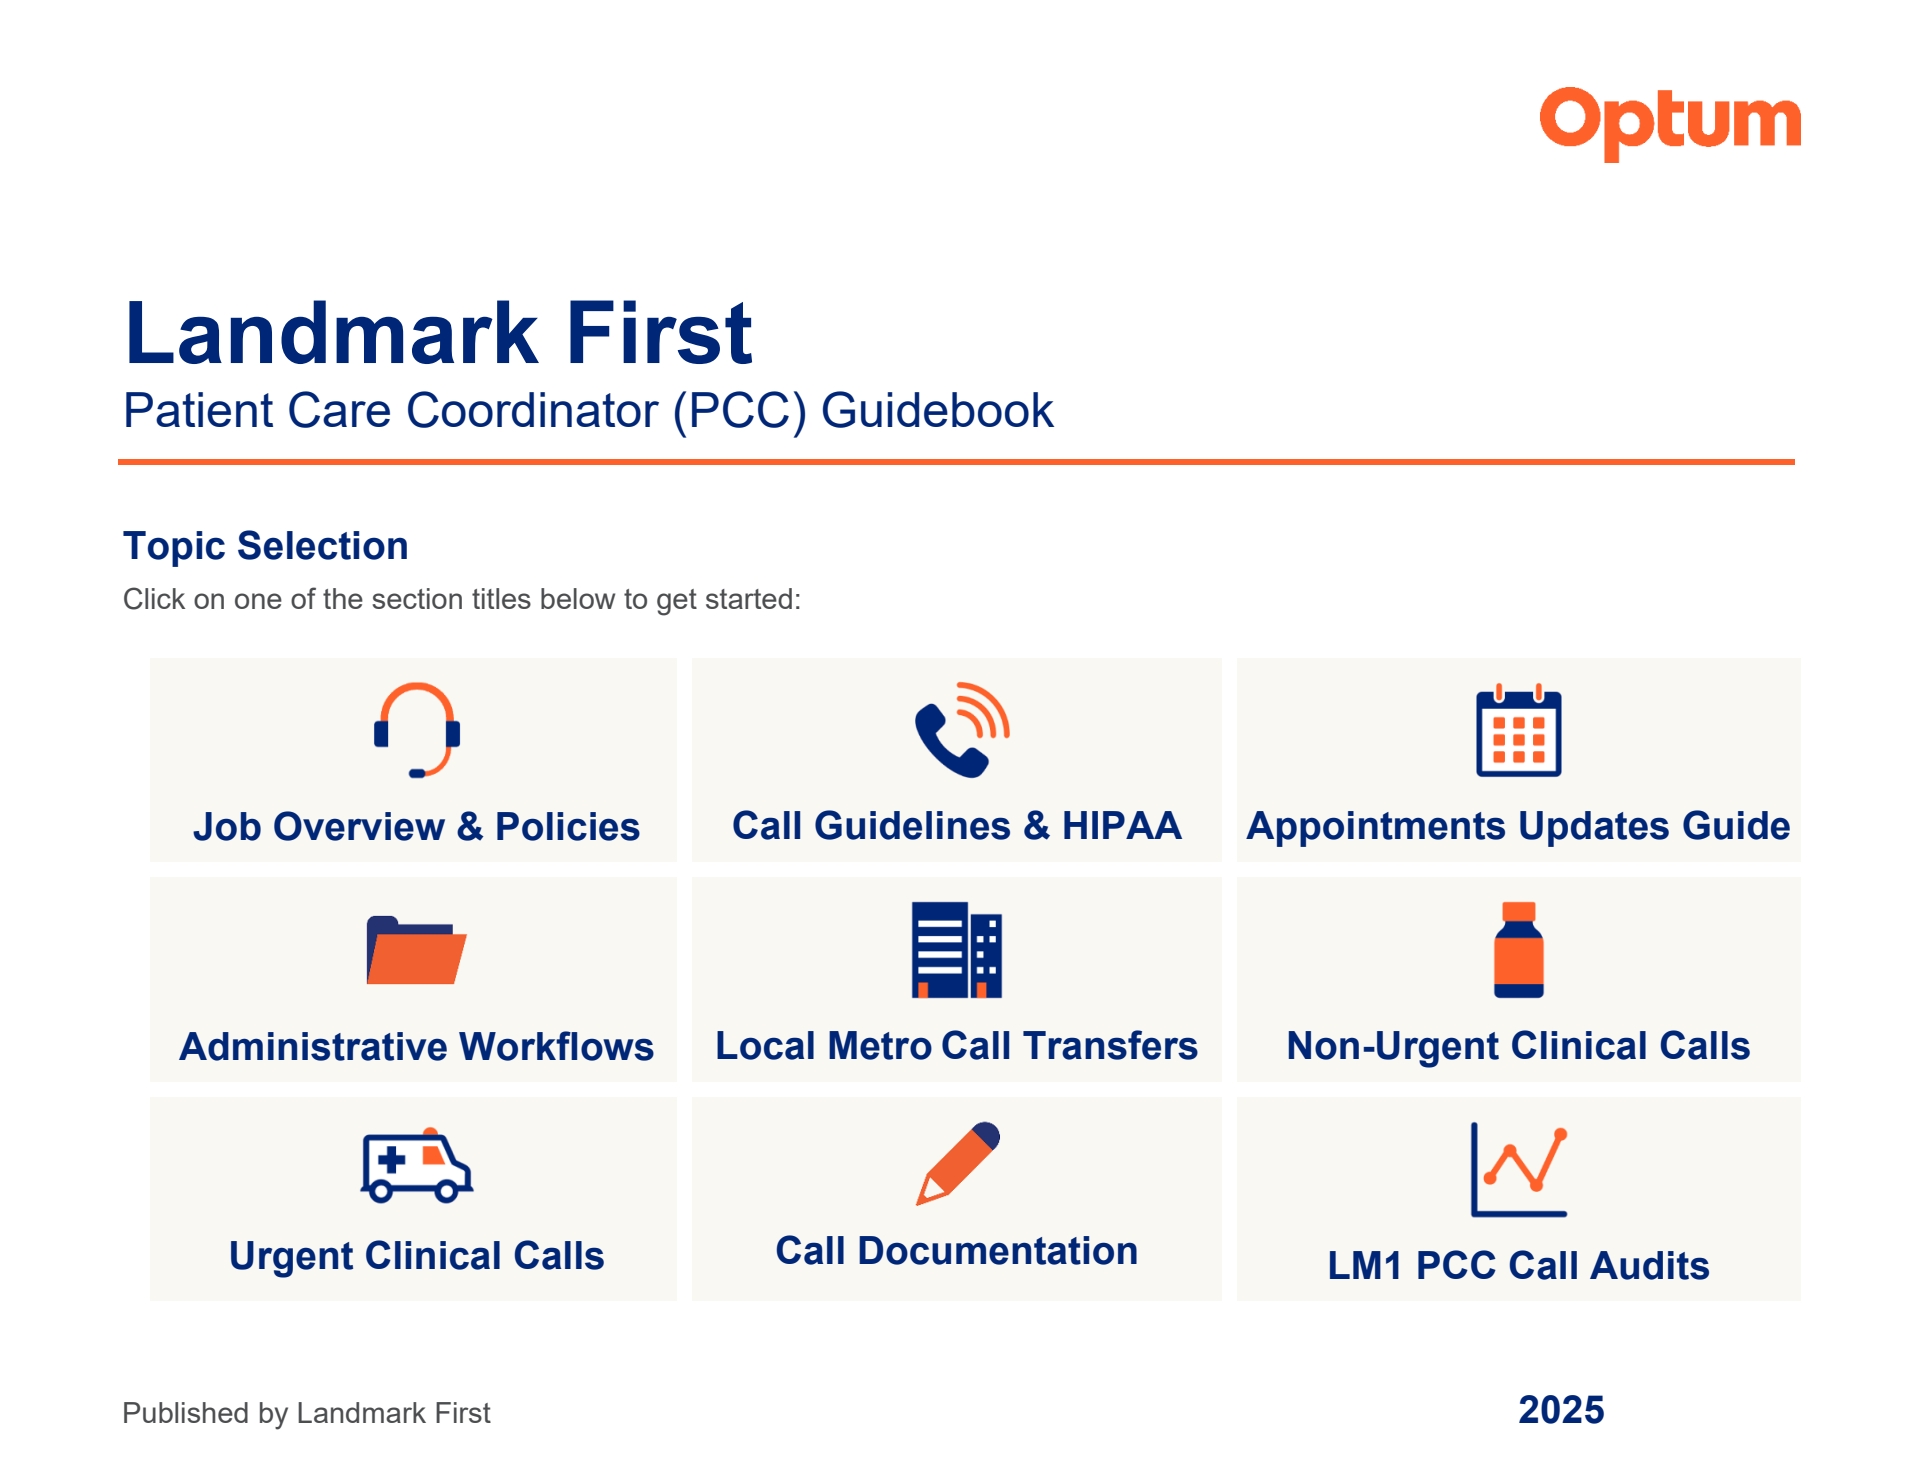 Optum
Landmark First
Patient Care Coordinator (PCC) Guidebook
Topic Selection
Click on one of the section titles below to get started:
Job Overview & Policies
Call Guidelines & HIPAA
Appointments Updates Guide
Administrative Workflows
Local Metro Call Transfers
Non-Urgent Clinical Calls
Urgent Clinical Calls
Call Documentation
LM1 PCC Call Audits
Published by Landmark First
2025